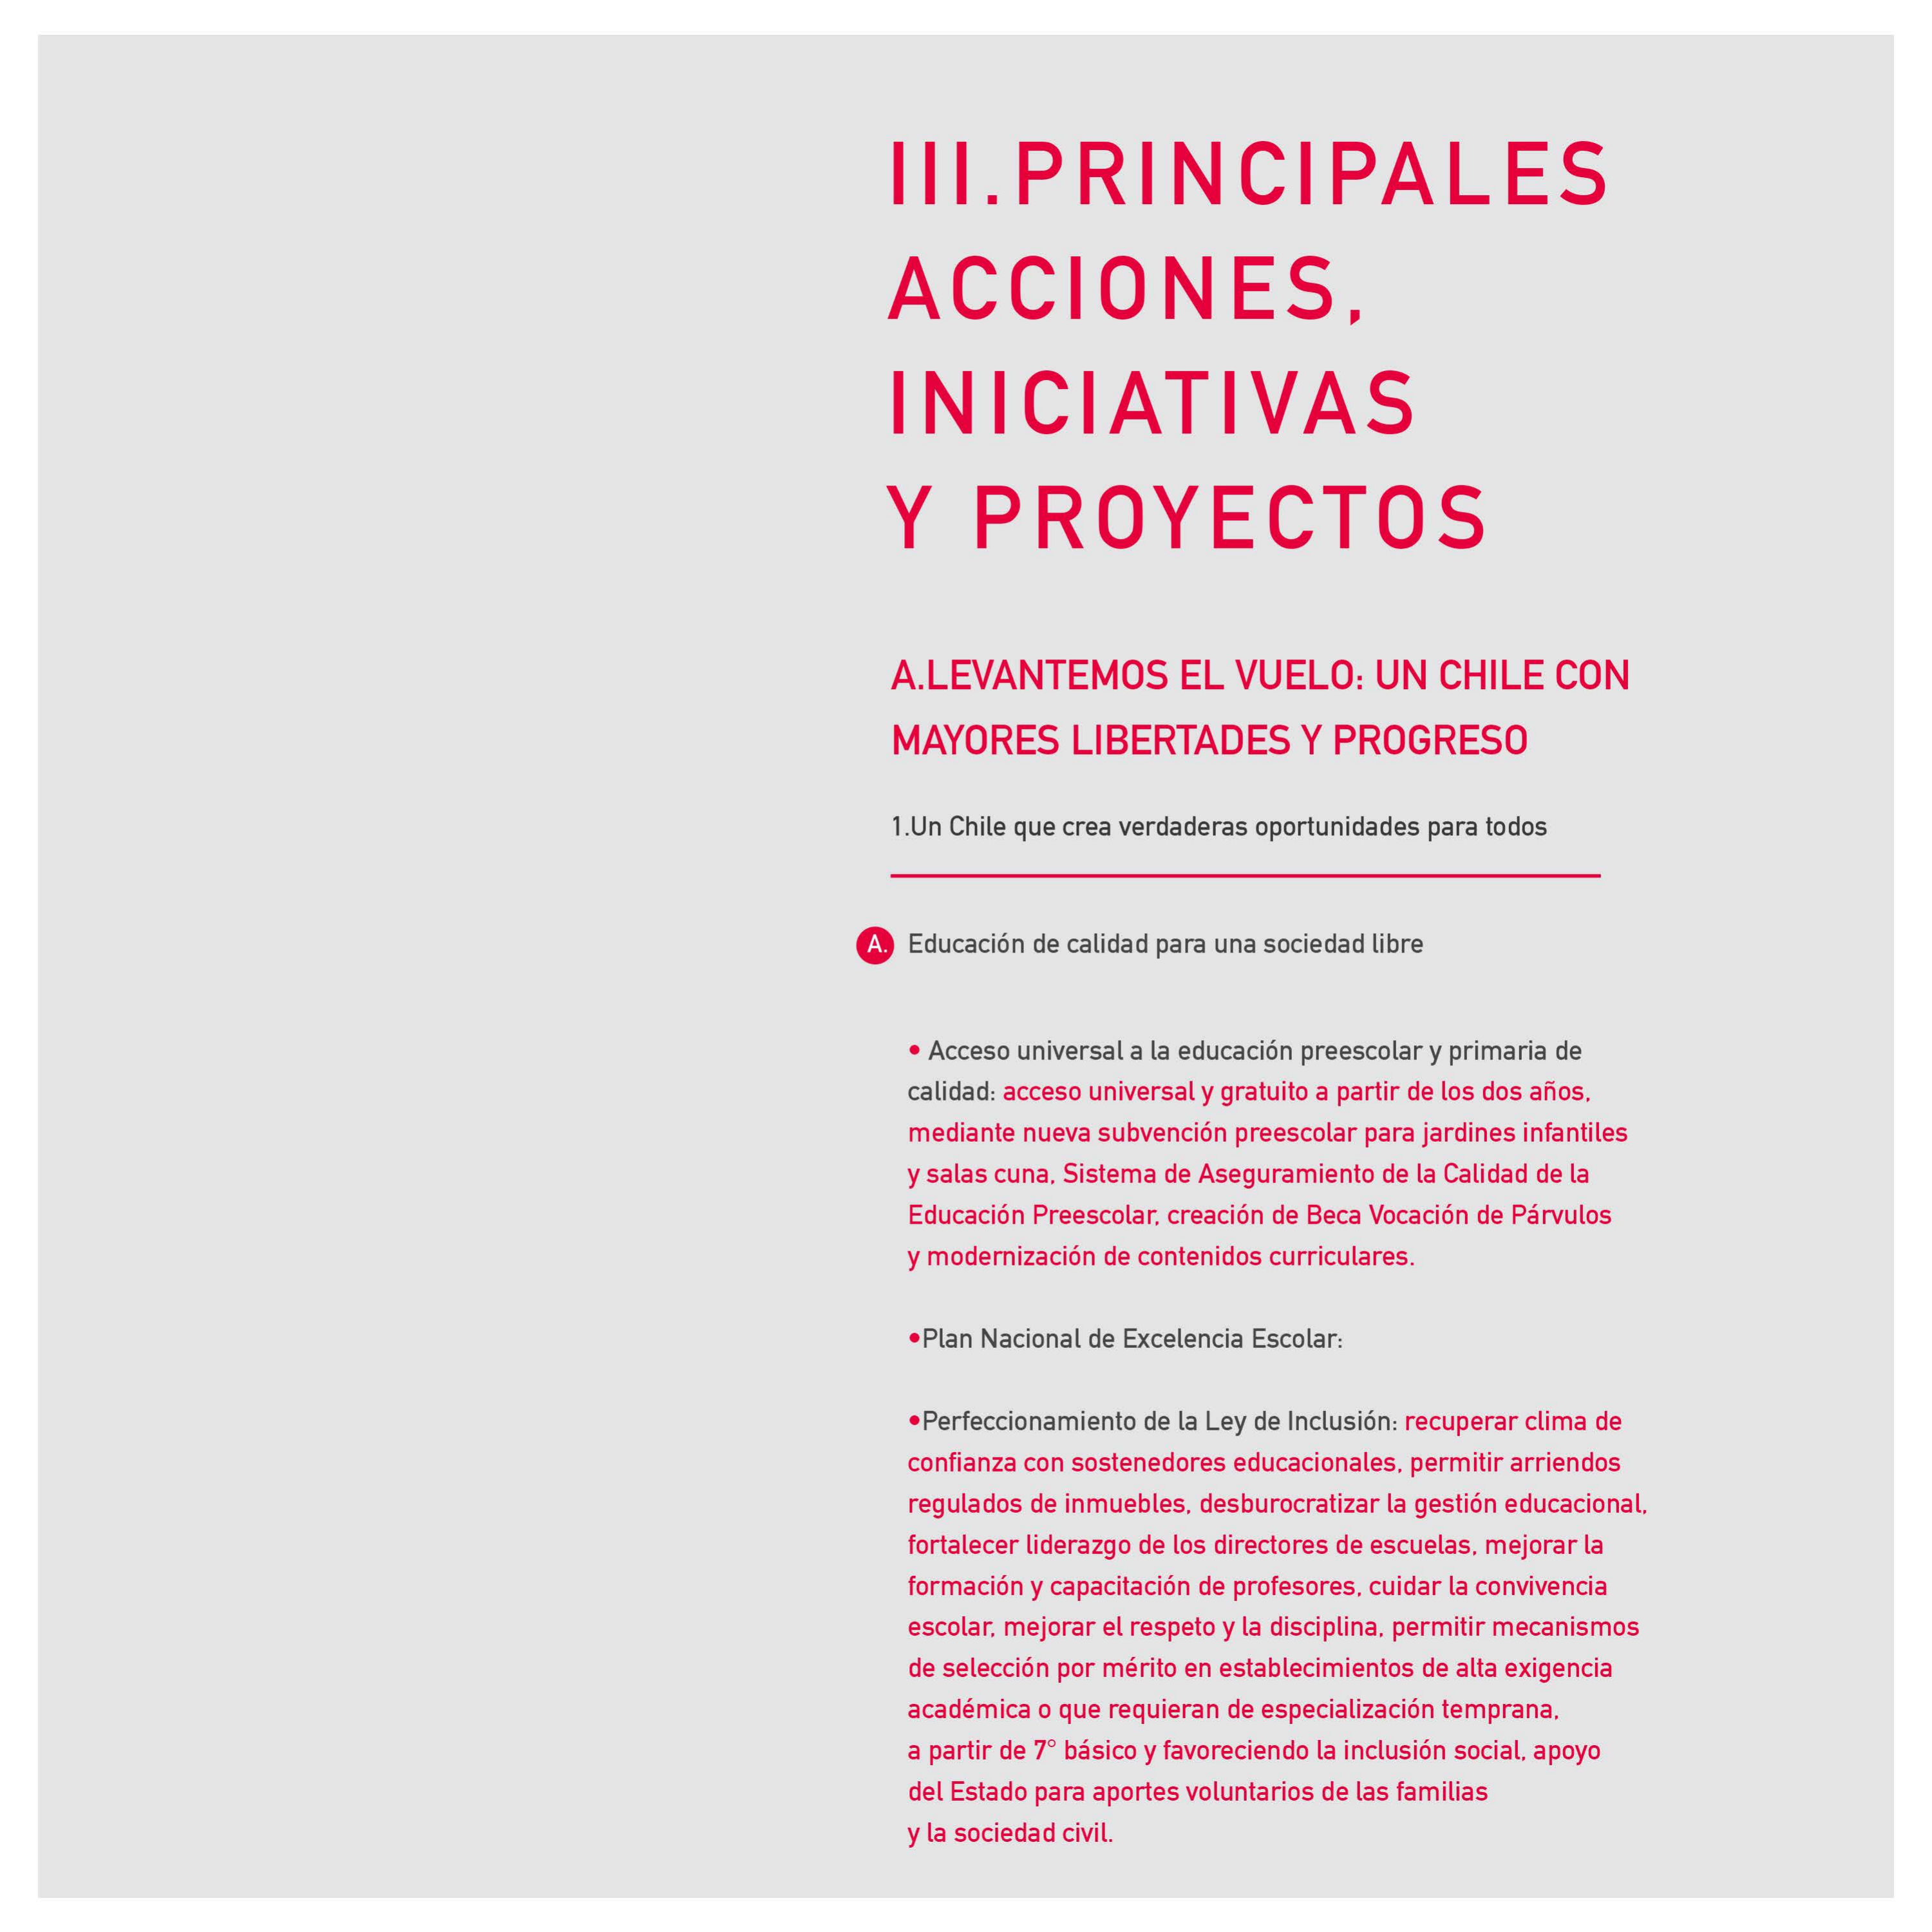 III.PRINCIPALES
ACCIONES,
INICIATIVAS
Y PROYECTOS
A.LEVANTEMOS EL VUELO: UN CHILE CON
MAYORES LIBERTADES Y PROGRESO
1.Un Chile que crea verdaderas oportunidades para todos
A. Educación de calidad para una sociedad libre
• Acceso universal a la educación preescolar y primaria de
calidad: acceso universal y gratuito a partir de los dos años,
mediante nueva subvención preescolar para jardines infantiles
y salas cuna, Sistema de Aseguramiento de la Calidad de la
Educación Preescolar, creación de Beca Vocación de Párvulos
y modernización de contenidos curriculares.
•Plan Nacional de Excelencia Escolar:
•Perfeccionamiento de la Ley de Inclusión: recuperar clima de
confianza con sostenedores educacionales, permitir arriendos
regulados de inmuebles, desburocratizar la gestión educacional,
fortalecer liderazgo de los directores de escuelas, mejorar la
formación y capacitación de profesores, cuidar la convivencia
escolar, mejorar el respeto y la disciplina, permitir mecanismos
de selección por mérito en establecimientos de alta exigencia
académica o que requieran de especialización temprana,
a partir de 7° básico y favoreciendo la inclusión social, apoyo
del Estado para aportes voluntarios de las familias
y la sociedad civil.